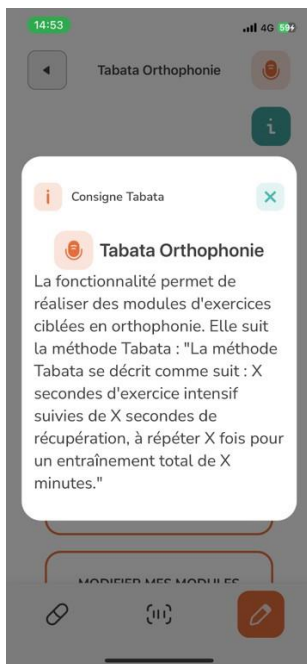 14:53
4G 59
Tabata Orthophonie
i
i Consigne Tabata
Tabata Orthophonie
La fonctionnalité permet de
réaliser des modules d'exercices
ciblées en orthophonie. Elle suit
la méthode Tabata : "La méthode
Tabata se décrit comme suit : X
secondes d'exercice intensif
suivies de X secondes de
récupération, à répéter X fois pour
un entraînement total de X
minutes."
MODIFIER MES MODULES